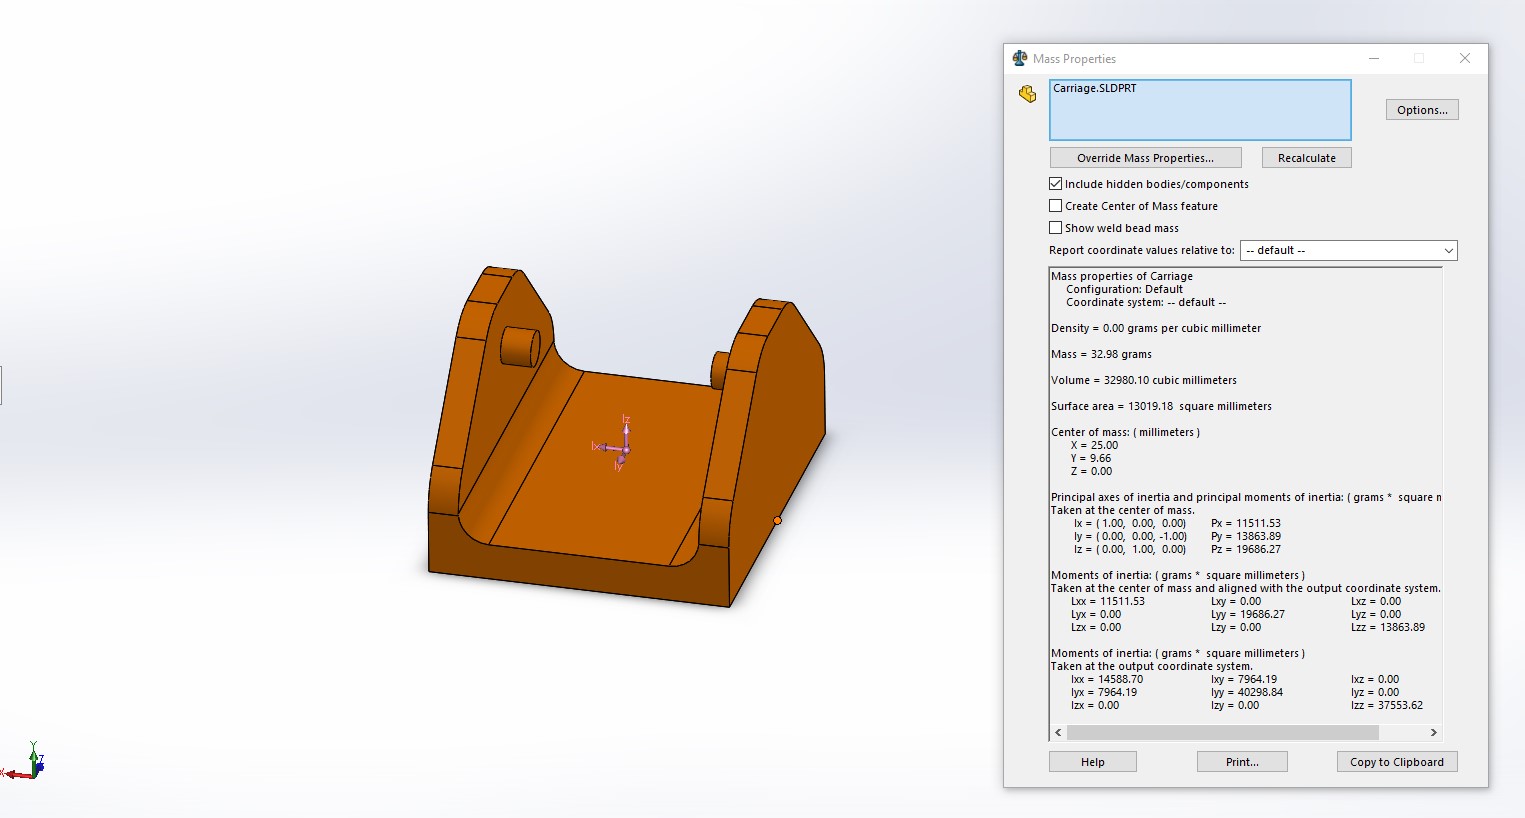 Mass Properties
Carriage.SLDPRT
Options...
Override Mass Properties...
Recalculate
Include hidden bodies/components
Create Center of Mass feature
Show weld bead mass
Report coordinate values relative to:
-- default --
Mass properties of Carriage
Configuration: Default
Coordinate system: -- default --
Density = 0.00 grams per cubic millimeter
Mass = 32.98 grams
Volume = 32980.10 cubic millimeters
Surface area = 13019.18 square millimeters
Center of mass: ( millimeters )
X = 25.00
Y = 9.66
Z = 0.00
Principal axes of inertia and principal moments of inertia: ( grams * square m
Taken at the center of mass.
Ix = ( 1.00, 0.00, 0.00) Px = 11511.53
Iy = ( 0.00, 0.00, -1.00) Py = 13863.89
Iz = ( 0.00, 1.00, 0.00) Pz = 19686.27
Moments of inertia: ( grams * square millimeters )
Taken at the center of mass and aligned with the output coordinate system.
Lxx = 11511.53 Lxy = 0.00 Lxz = 0.00
Lyx = 0.00 Lyy = 19686.27 Lyz = 0.00
Lzx = 0.00 Lzy = 0.00 Lzz = 13863.89
Moments of inertia: ( grams * square millimeters )
Taken at the output coordinate system.
Ixx = 14588.70 Ixy = 7964.19 Ixz = 0.00
Iyx = 7964.19 Iyy = 40298.84 Iyz = 0.00
Izx = 0.00 Izy = 0.00 Izz = 37553.62
Help
Print...
Copy to Clipboard
Iz
Ix
Iy
Y
Z
X